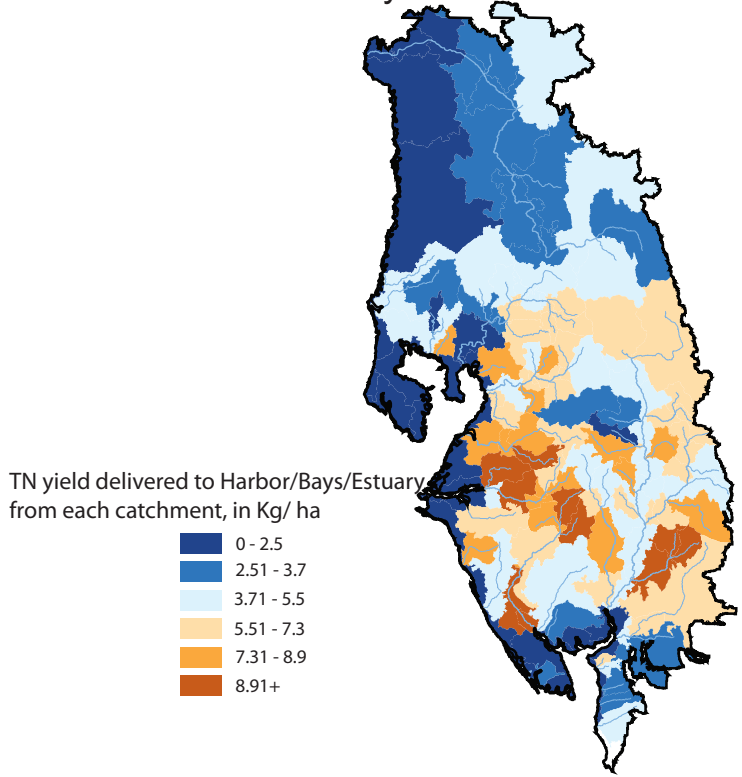 TN yield delivered to Harbor/Bays/Estuary
from each catchment, in Kg/ ha
0 - 2.5
2.51 - 3.7
3.71 - 5.5
5.51 - 7.3
7.31 - 8.9
8.91+